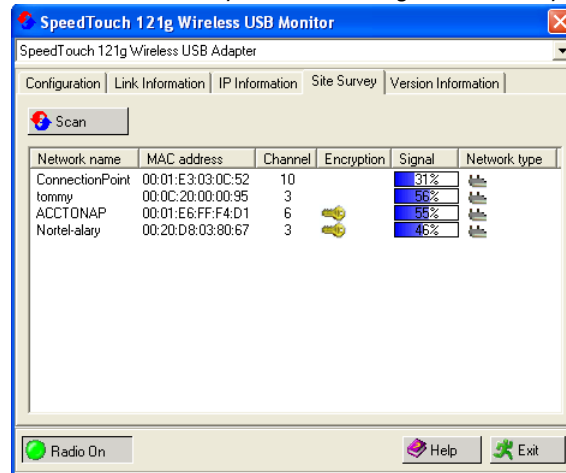 SpeedTouch 121g Wireless USB Monitor
SpeedTouch 121g Wireless USB Adapter
Configuration Link Information IP Information Site Survey Version Information
Scan
Network name MAC address Channel Encryption Signal Network type
ConnectionPoint 00:01:E3:03:0C:52 10 31%
tommy 00:0C:20:00:00:95 3 56%
ACCTONAP 00:01:E6:FF:F4:D1 6 55%
Nortel-alary 00:20:D8:03:80:67 3 46%
Radio On Help Exit